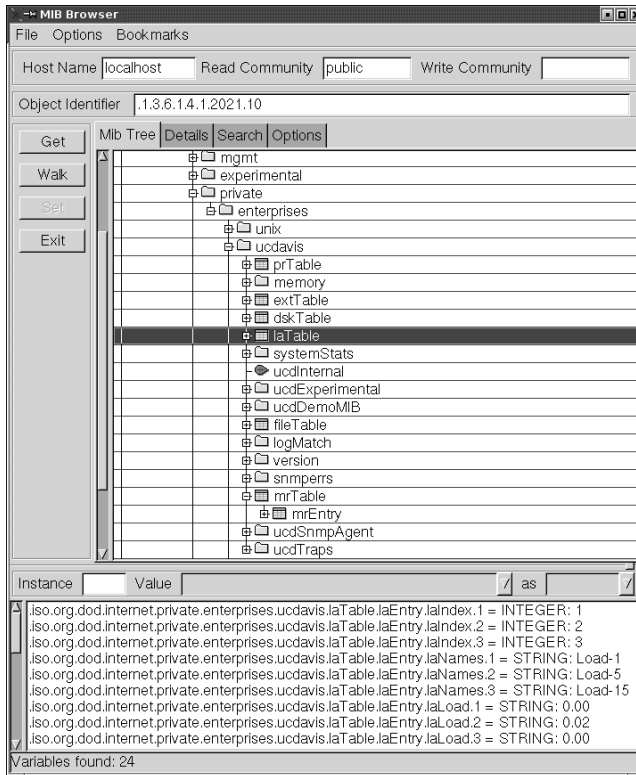 MIB Browser
File Options Bookmarks
Host Name localhost Read Community public Write Community
Object Identifier .1.3.6.1.4.1.2021.10
Mib Tree Details Search Options
Get
Walk
Set
Exit
mgmt
experimental
private
enterprises
unix
ucdavis
prTable
memory
extTable
dskTable
laTable
systemStats
ucdInternal
ucdExperimental
ucdDemoMIB
fileTable
logMatch
version
snmperrs
mrTable
mrEntry
ucdSnmpAgent
ucdTraps
Instance Value as
.iso.org.dod.internet.private.enterprises.ucdavis.laTable.laEntry.laIndex.1 = INTEGER: 1
.iso.org.dod.internet.private.enterprises.ucdavis.laTable.laEntry.laIndex.2 = INTEGER: 2
.iso.org.dod.internet.private.enterprises.ucdavis.laTable.laEntry.laIndex.3 = INTEGER: 3
.iso.org.dod.internet.private.enterprises.ucdavis.laTable.laEntry.laNames.1 = STRING: Load-1
.iso.org.dod.internet.private.enterprises.ucdavis.laTable.laEntry.laNames.2 = STRING: Load-5
.iso.org.dod.internet.private.enterprises.ucdavis.laTable.laEntry.laNames.3 = STRING: Load-15
.iso.org.dod.internet.private.enterprises.ucdavis.laTable.laEntry.laLoad.1 = STRING: 0.00
.iso.org.dod.internet.private.enterprises.ucdavis.laTable.laEntry.laLoad.2 = STRING: 0.02
.iso.org.dod.internet.private.enterprises.ucdavis.laTable.laEntry.laLoad.3 = STRING: 0.00
Variables found: 24